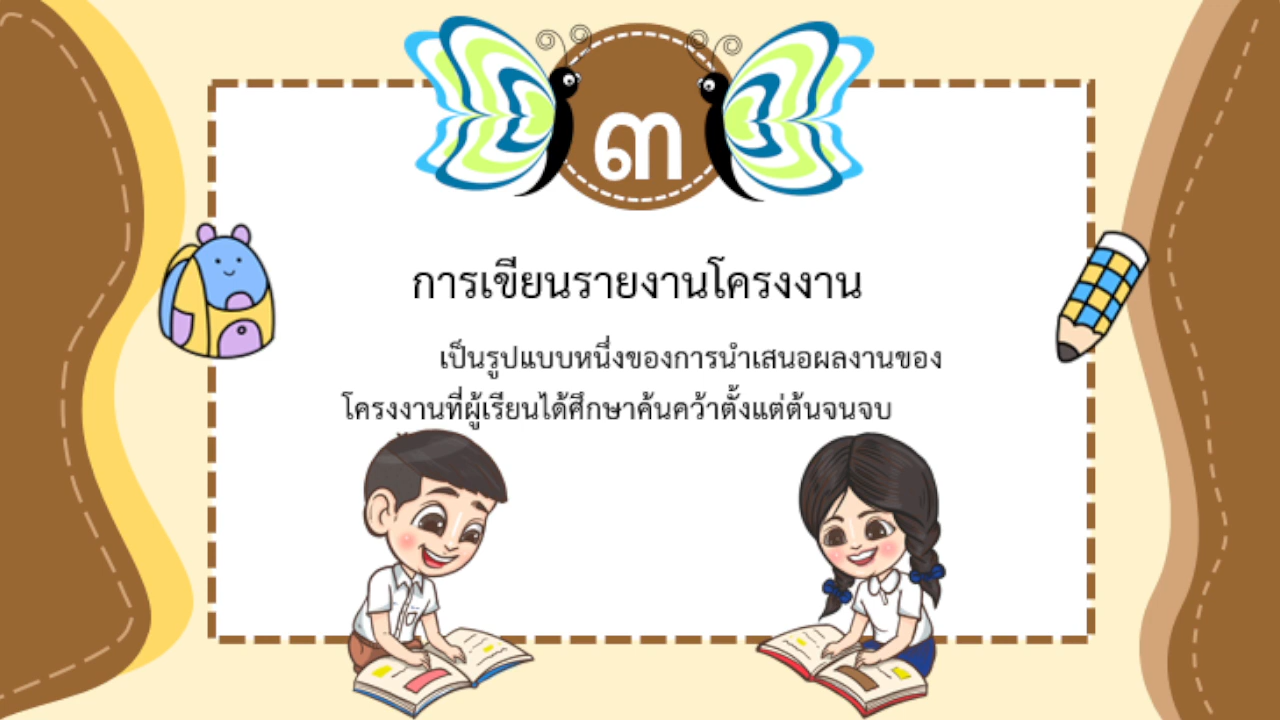 ๓
การเขียนรายงานโครงงาน
เป็นรูปแบบหนึ่งของการนำเสนอผลงานของ
โครงงานที่ผู้เรียนได้ศึกษาค้นคว้าตั้งแต่ต้นจนจบ